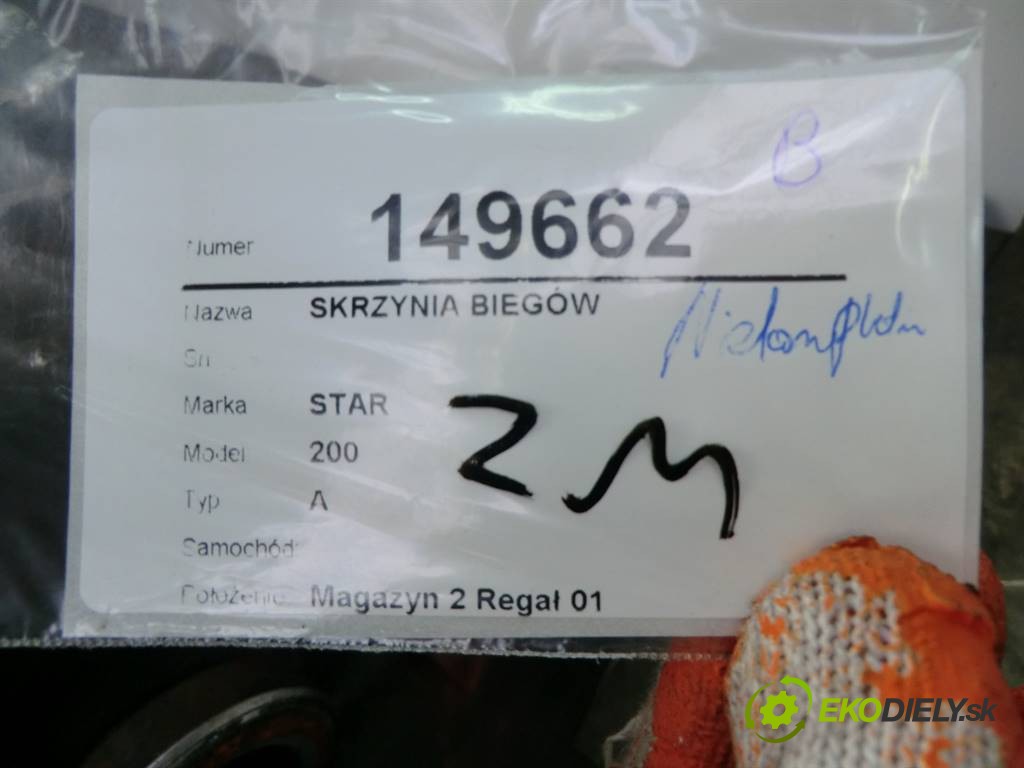 B
Numer 149662
Nazwa SKRZYNIA BIEGÓW
Sn
Marka STAR
Model 200
Typ A
Samochód:
Położenie: Magazyn 2 Regał 01
ZM
EKODIELY.sk